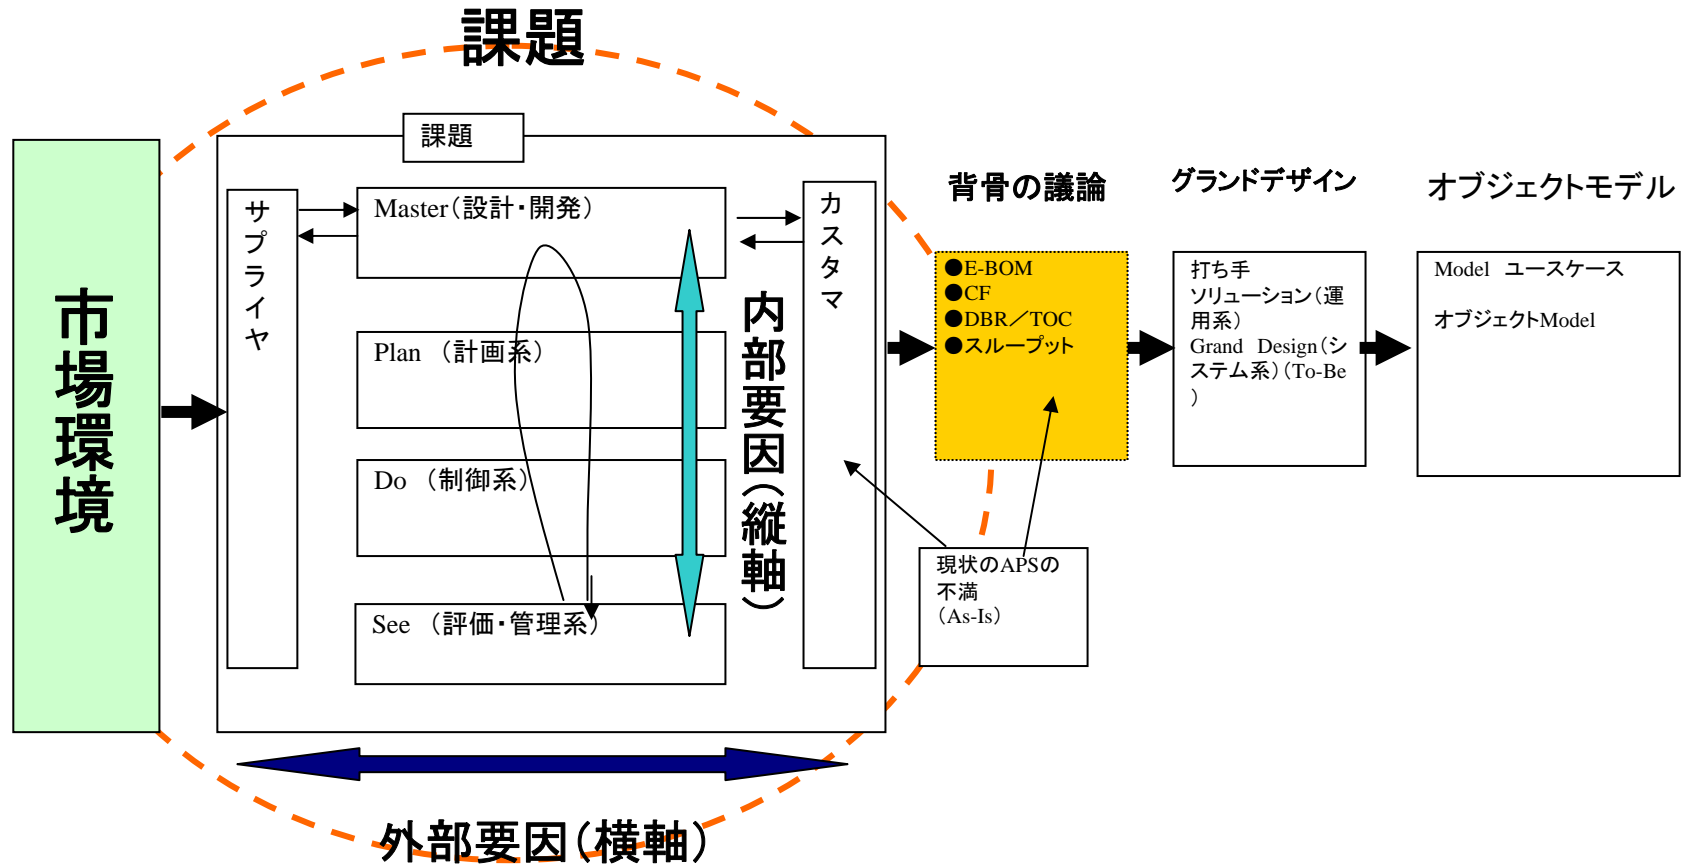 課題
課題
市場環境
サプライヤ
Master（設計・開発）
Plan （計画系）
Do （制御系）
See （評価・管理系）
内部要因（縦軸）
カスタマ
外部要因（横軸）
背骨の議論
●E-BOM
●CF
●DBR／TOC
●スループット
現状のAPSの
不満
（As-Is）
グランドデザイン
打ち手
ソリューション（運
用系）
Grand Design（シ
ステム系）（To-Be
）
オブジェクトモデル
Model ユースケース
オブジェクトModel